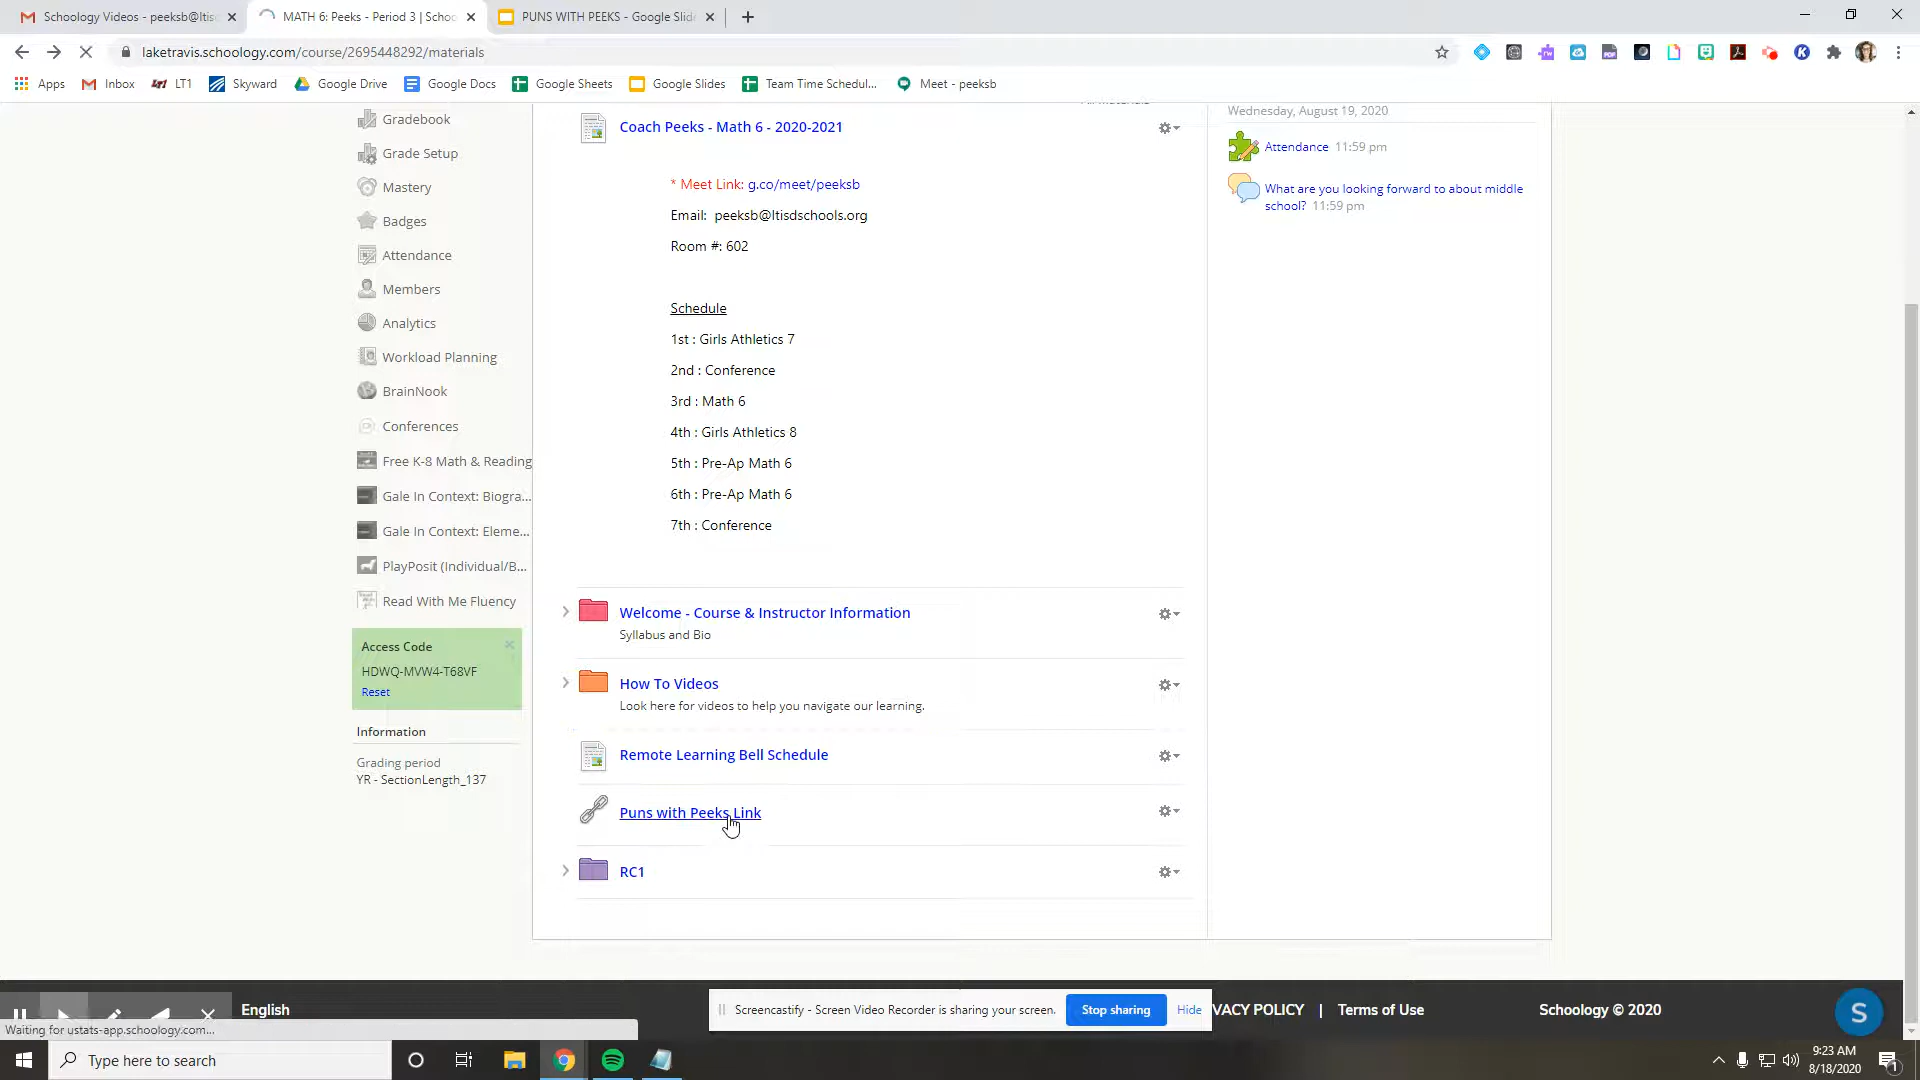 Schoology Videos - peeksb@ltis
MATH 6: Peeks - Period 3 | Schoo
PUNS WITH PEEKS - Google Slid
laketravis.schoology.com/course/2695448292/materials
Apps
Inbox
LT1
Skyward
Google Drive
Google Docs
Google Sheets
Google Slides
Team Time Schedul...
Meet - peeksb
Gradebook
Grade Setup
Mastery
Badges
Attendance
Members
Analytics
Workload Planning
BrainNook
Conferences
Free K-8 Math & Reading
Gale In Context: Biogra...
Gale In Context: Eleme...
PlayPosit (Individual/B...
Read With Me Fluency
Access Code
HDWQ-MVW4-T68VF
Reset
Information
Grading period
YR - SectionLength_137
Coach Peeks - Math 6 - 2020-2021
* Meet Link: g.co/meet/peeksb
Email: peeksb@ltisdschools.org
Room #: 602
Schedule
1st : Girls Athletics 7
2nd : Conference
3rd : Math 6
4th : Girls Athletics 8
5th : Pre-Ap Math 6
6th : Pre-Ap Math 6
7th : Conference
Welcome - Course & Instructor Information
Syllabus and Bio
How To Videos
Look here for videos to help you navigate our learning.
Remote Learning Bell Schedule
Puns with Peeks Link
RC1
Wednesday, August 19, 2020
Attendance 11:59 pm
What are you looking forward to about middle
school? 11:59 pm
English
Screencastify - Screen Video Recorder is sharing your screen.
Stop sharing
Hide
VACY POLICY | Terms of Use
Schoology © 2020
S
Waiting for ustats-app.schoology.com...
Type here to search
9:23 AM
8/18/2020
1